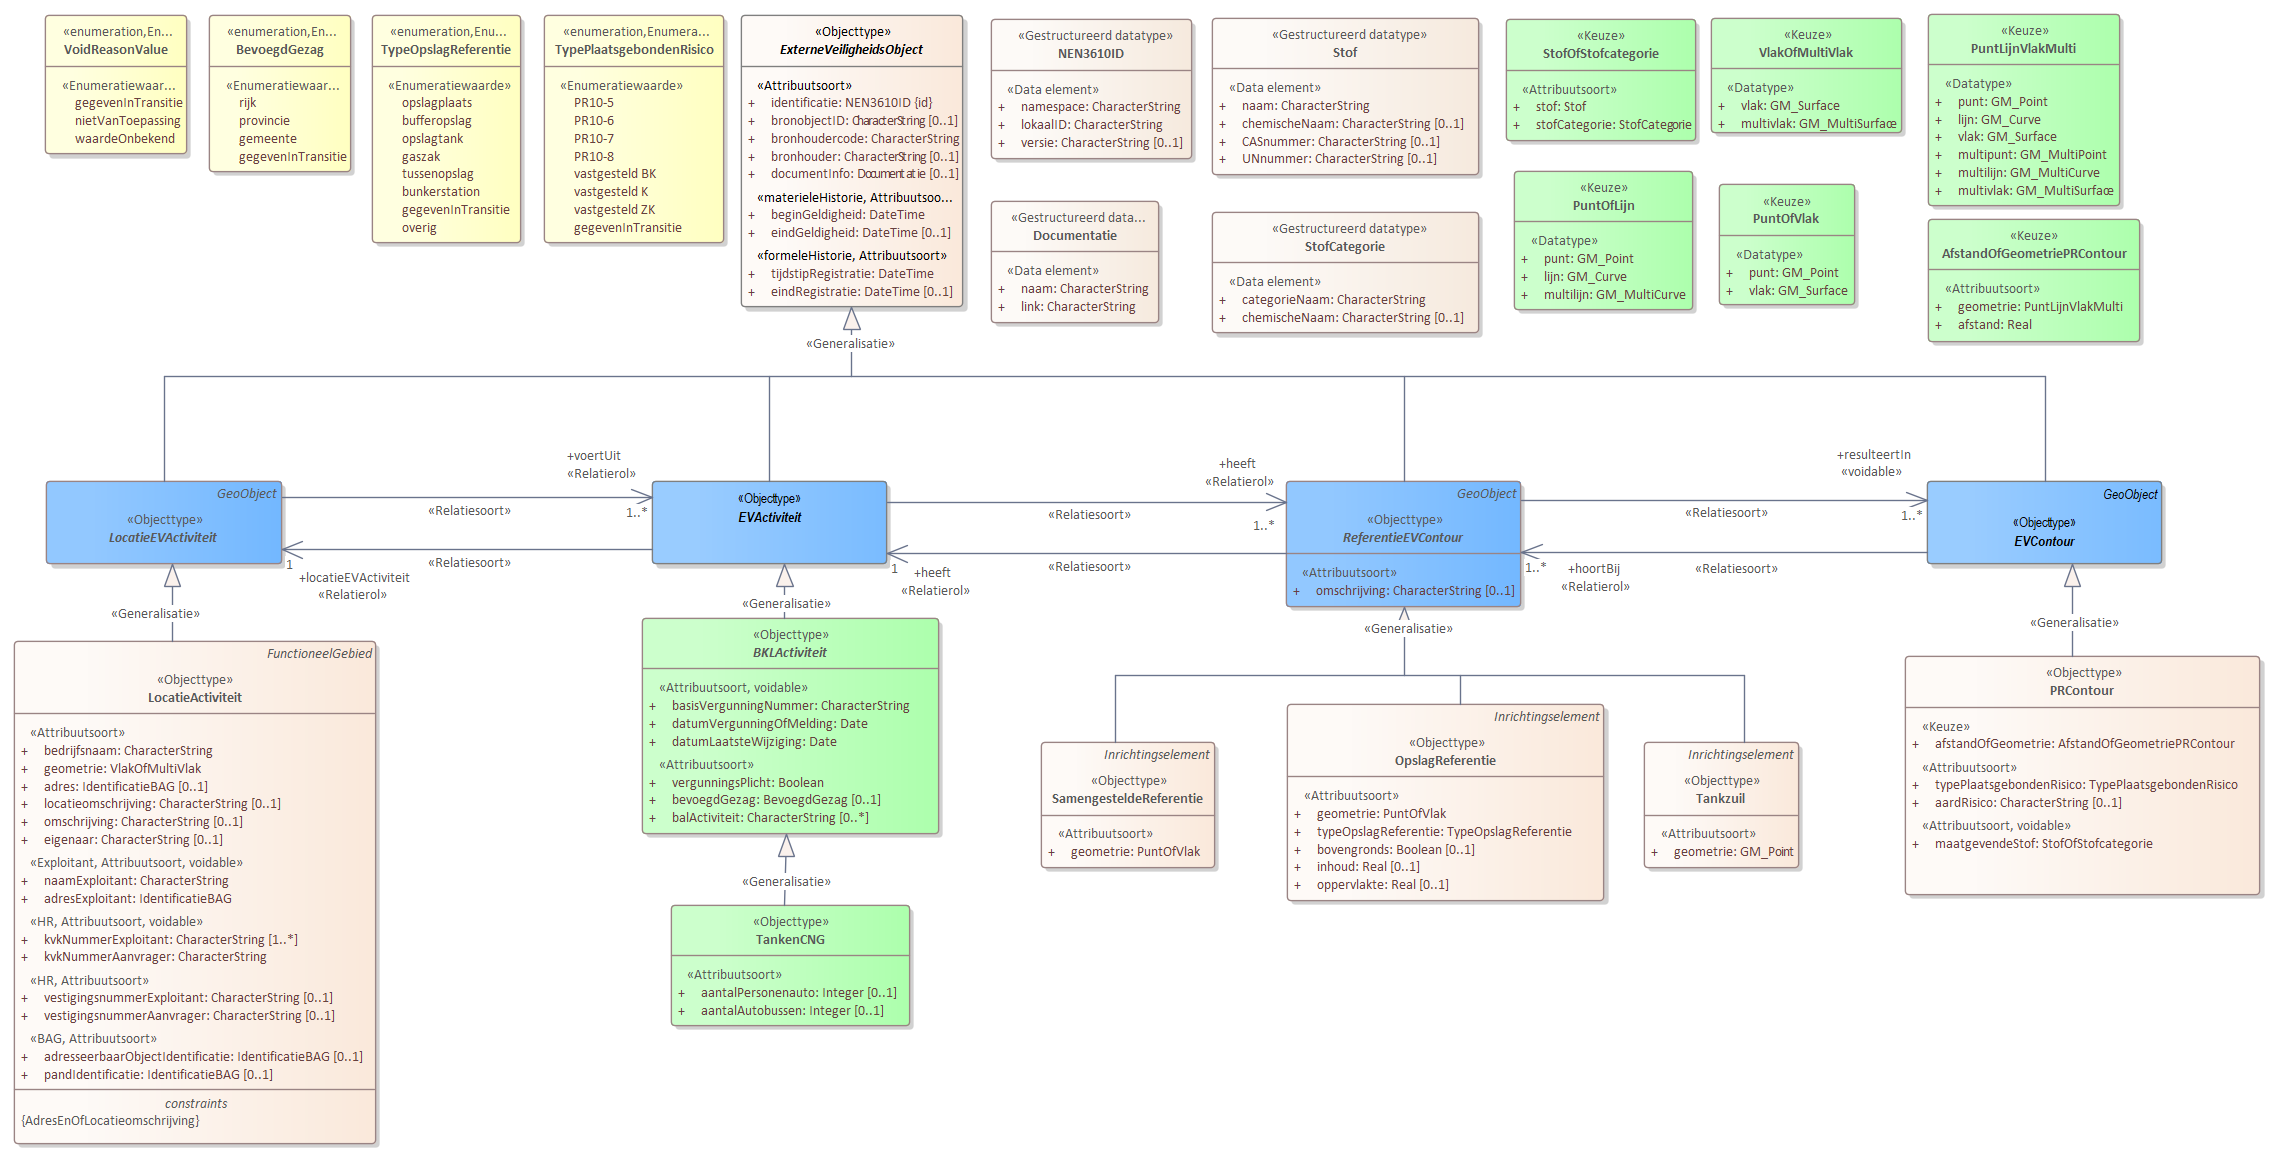 «enumeration,En...
VoidReasonValue
«Enumeratiewaar...
gegevenInTransitie
nietVanToepassing
waardeOnbekend
«enumeration,En...
BevoegdGezag
«Enumeratiewaar...
rijk
provincie
gemeente
gegevenInTransitie
«enumeration,Enu...
TypeOpslagReferentie
«Enumeratiewaarde»
opslagplaats
bufferopslag
opslagtank
gaszak
tussenopslag
bunkerstation
gegevenInTransitie
overig
«enumeration,Enumera...
TypePlaatsgebondenRisico
«Enumeratiewaarde»
PR10-5
PR10-6
PR10-7
PR10-8
vastgesteld BK
vastgesteld K
vastgesteld ZK
gegevenInTransitie
«Objecttype»
ExterneVeiligheidsObject
«Attribuutsoort»
+ identificatie: NEN3610ID {id}
+ bronobjectID: CharacterString [0..1]
+ bronhoudercode: CharacterString
+ bronhouder: CharacterString [0..1]
+ documentInfo: Documentatie [0..1]
«materieleHistorie, Attribuutsoo...
+ beginGeldigheid: DateTime
+ eindGeldigheid: DateTime [0..1]
«formeleHistorie, Attribuutsoort»
+ tijdstipRegistratie: DateTime
+ eindRegistratie: DateTime [0..1]
«Gestructureerd datatype»
NEN3610ID
«Data element»
+ namespace: CharacterString
+ lokaalID: CharacterString
+ versie: CharacterString [0..1]
«Gestructureerd data...
Documentatie
«Data element»
+ naam: CharacterString
+ link: CharacterString
«Gestructureerd datatype»
Stof
«Data element»
+ naam: CharacterString
+ chemischeNaam: CharacterString [0..1]
+ CASnummer: CharacterString [0..1]
+ UNnummer: CharacterString [0..1]
«Gestructureerd datatype»
StofCategorie
«Data element»
+ categorieNaam: CharacterString
+ chemischeNaam: CharacterString [0..1]
«Keuze»
StofOfStofcategorie
«Attribuutsoort»
+ stof: Stof
+ stofCategorie: StofCategorie
«Keuze»
PuntOfLijn
«Datatype»
+ punt: GM_Point
+ lijn: GM_Curve
+ multilijn: GM_MultiCurve
«Keuze»
VlakOfMultiVlak
«Datatype»
+ vlak: GM_Surface
+ multivlak: GM_MultiSurface
«Keuze»
PuntOfVlak
«Datatype»
+ punt: GM_Point
+ vlak: GM_Surface
«Keuze»
PuntLijnVlakMulti
«Datatype»
+ punt: GM_Point
+ lijn: GM_Curve
+ vlak: GM_Surface
+ multipunt: GM_MultiPoint
+ multilijn: GM_MultiCurve
+ multivlak: GM_MultiSurface
«Keuze»
AfstandOfGeometriePRContour
«Attribuutsoort»
+ geometrie: PuntLijnVlakMulti
+ afstand: Real
«Generalisatie»
GeoObject
«Objecttype»
LocatieEVActiviteit
+voertUit
«Relatierol»
«Relatiesoort»
1..*
«Relatiesoort»
1
+locatieEVActiviteit
«Relatierol»
«Objecttype»
EVActiviteit
+heeft
«Relatierol»
«Relatiesoort»
1..*
«Relatiesoort»
1
+heeft
«Relatierol»
GeoObject
«Objecttype»
ReferentieEVContour
«Attribuutsoort»
+ omschrijving: CharacterString [0..1]
+resulteertIn
«voidable»
«Relatiesoort»
1..*
«Relatiesoort»
1..*
+hoortBij
«Relatierol»
GeoObject
«Objecttype»
EVContour
«Generalisatie»
FunctioneelGebied
«Objecttype»
LocatieActiviteit
«Attribuutsoort»
+ bedrijfsnaam: CharacterString
+ geometrie: VlakOfMultiVlak
+ adres: IdentificatieBAG [0..1]
+ locatieomschrijving: CharacterString [0..1]
+ omschrijving: CharacterString [0..1]
+ eigenaar: CharacterString [0..1]
«Exploitant, Attribuutsoort, voidable»
+ naamExploitant: CharacterString
+ adresExploitant: IdentificatieBAG
«HR, Attribuutsoort, voidable»
+ kvkNummerExploitant: CharacterString [1..*]
+ kvkNummerAanvrager: CharacterString
«HR, Attribuutsoort»
+ vestigingsnummerExploitant: CharacterString [0..1]
+ vestigingsnummerAanvrager: CharacterString [0..1]
«BAG, Attribuutsoort»
+ adresseerbaarObjectIdentificatie: IdentificatieBAG [0..1]
+ pandIdentificatie: IdentificatieBAG [0..1]
constraints
{AdresEnOfLocatieomschrijving}
«Generalisatie»
«Objecttype»
BKLActiviteit
«Attribuutsoort, voidable»
+ basisVergunningNummer: CharacterString
+ datumVergunningOfMelding: Date
+ datumLaatsteWijziging: Date
«Attribuutsoort»
+ vergunningsPlicht: Boolean
+ bevoegdGezag: BevoegdGezag [0..1]
+ balActiviteit: CharacterString [0..*]
«Generalisatie»
«Objecttype»
TankenCNG
«Attribuutsoort»
+ aantalPersonenauto: Integer [0..1]
+ aantalAutobussen: Integer [0..1]
«Generalisatie»
Inrichtingselement
«Objecttype»
SamengesteldeReferentie
«Attribuutsoort»
+ geometrie: PuntOfVlak
Inrichtingselement
«Objecttype»
OpslagReferentie
«Attribuutsoort»
+ geometrie: PuntOfVlak
+ typeOpslagReferentie: TypeOpslagReferentie
+ bovengronds: Boolean [0..1]
+ inhoud: Real [0..1]
+ oppervlakte: Real [0..1]
Inrichtingselement
«Objecttype»
Tankzuil
«Attribuutsoort»
+ geometrie: GM_Point
«Generalisatie»
«Objecttype»
PRContour
«Keuze»
+ afstandOfGeometrie: AfstandOfGeometriePRContour
«Attribuutsoort»
+ typePlaatsgebondenRisico: TypePlaatsgebondenRisico
+ aardRisico: CharacterString [0..1]
«Attribuutsoort, voidable»
+ maatgevendeStof: StofOfStofcategorie